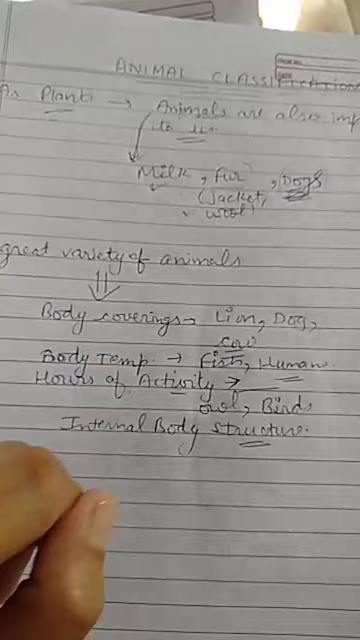 ANIMAL CLASSIFICATION
As Plants → Animals are also imp
to us.
Milk, fur, Dogs
(Jacket,
wool)
great variety of animals
Body coverings → Lion, Dog,
Cow
Body Temp. → Fish, Human.
Hours of Activity →
owl, Birds
Internal Body structure.